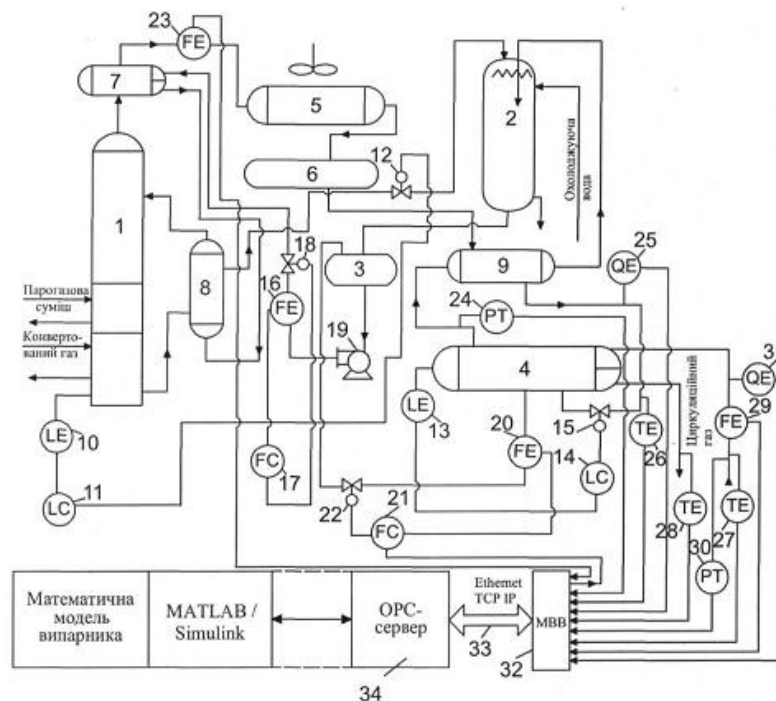 23
FE
7
5
12
2
Охолоджуюча
вода
6
1
25
QE
18
3
9
8
16
24
Парогазова
суміш
FE
19
PT
Конверто-
ваний газ
4
QE
3
29
LE
13
20
15
TE
26
FE
Циркуляційний
газ
LE
10
FE
14
LC
FC
17
21
28
TE
TE
27
LC
11
22
FC
30
PT
Ethernet
TCP IP
Математична
модель
випарника
MATLAB /
Simulink
OPC-
сервер
33
МВВ
32
34